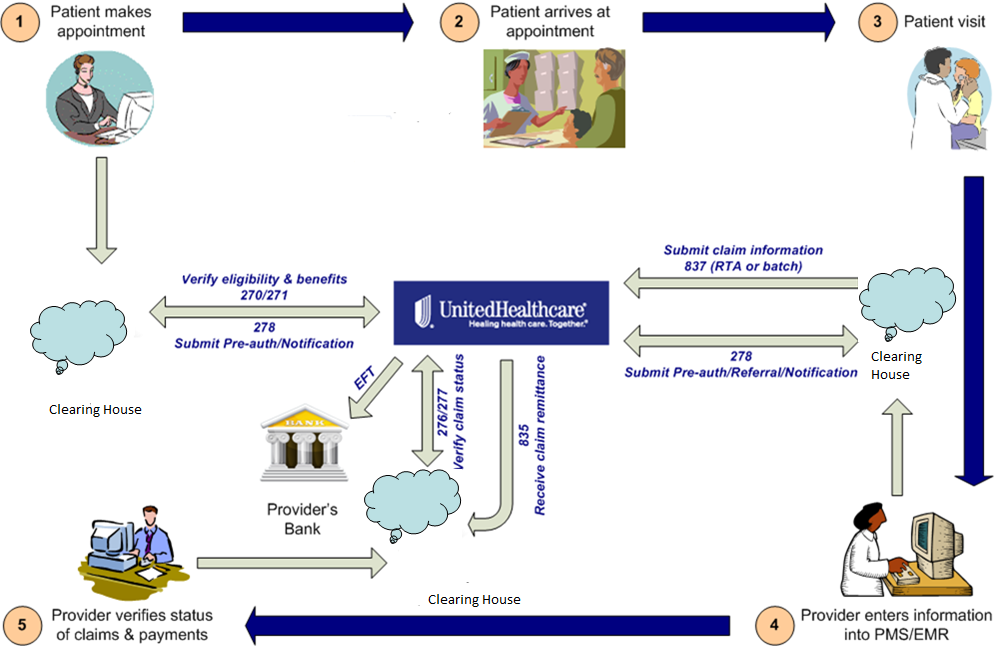 1
Patient makes
appointment
2
Patient arrives at
appointment
3
Patient visit
Verify eligibility & benefits
270/271
278
Submit Pre-auth/Notification
UnitedHealthcare®
Healing health care. Together.®
Submit claim information
837 (RTA or batch)
278
Submit Pre-auth/Referral/Notification
Clearing
House
Clearing House
EFT
276/277
Verify claim status
835
Receive claim remittance
BANK
Provider's
Bank
Clearing House
5
Provider verifies status
of claims & payments
4
Provider enters information
into PMS/EMR